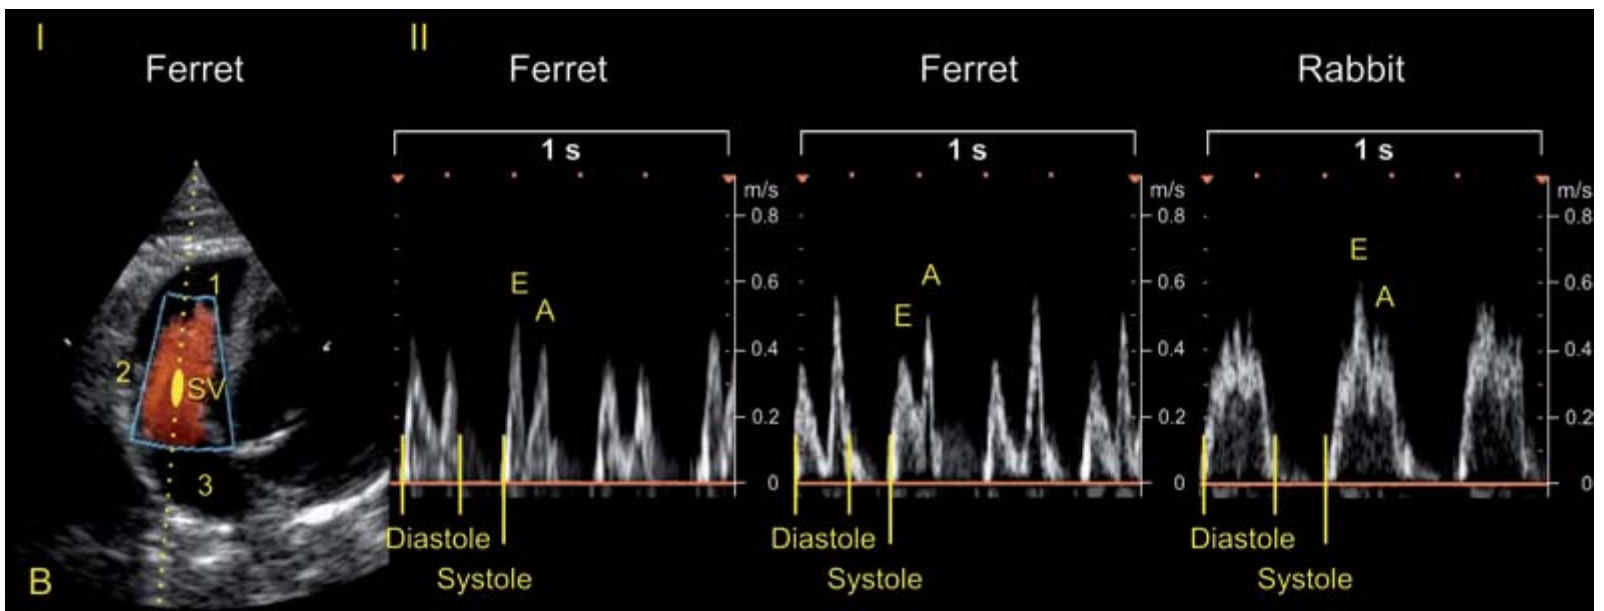 I
II
Ferret
Ferret
Ferret
Rabbit
1 s
1 s
1 s
m/s
m/s
m/s
0.8
0.8
0.8
E
A
0.6
0.6
0.6
1
E
A
E
A
0.4
0.4
0.4
2
SV
0.2
0.2
0.2
3
0
0
0
Diastole
Diastole
Diastole
B
Systole
Systole
Systole